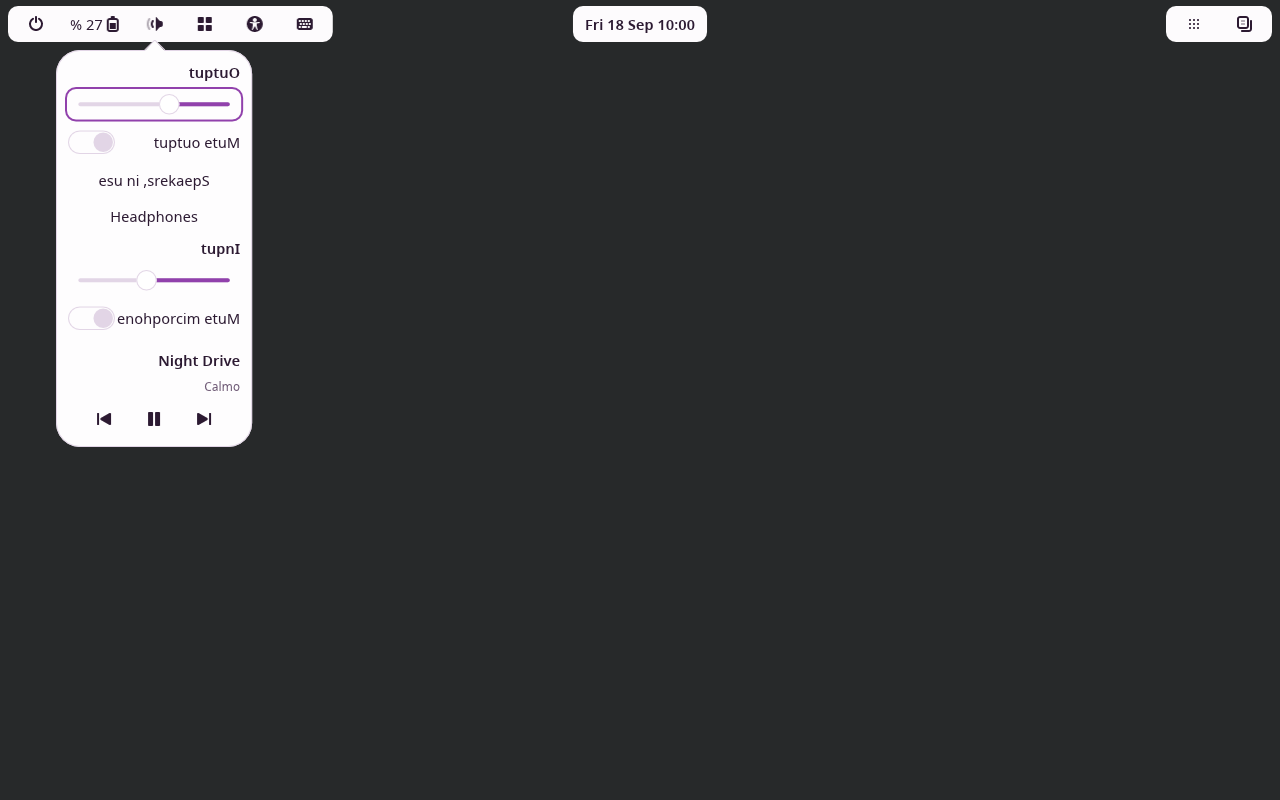 % 27
Fri 18 Sep 10:00
tuptuO
tuptuo etuM
esu ni ,srekaepS
Headphones
tupnI
enohporcim etuM
Night Drive
Calmo